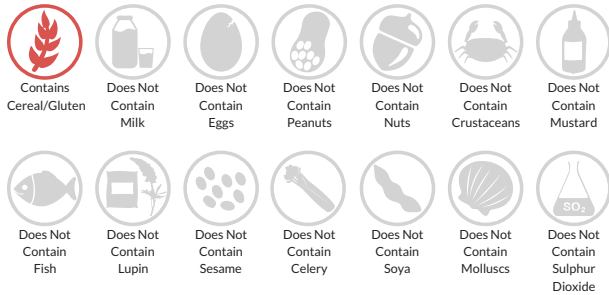 Contains
Cereal/Gluten
Does Not
Contain
Milk
Does Not
Contain
Eggs
Does Not
Contain
Peanuts
Does Not
Contain
Nuts
Does Not
Contain
Crustaceans
Does Not
Contain
Mustard
Does Not
Contain
Fish
Does Not
Contain
Lupin
Does Not
Contain
Sesame
Does Not
Contain
Celery
Does Not
Contain
Soya
Does Not
Contain
Molluscs
SO₂
Does Not
Contain
Sulphur
Dioxide